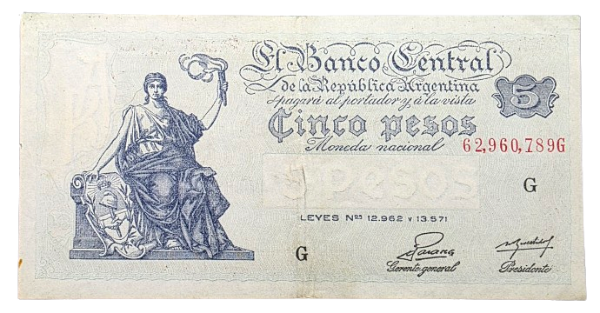 El Banco Central
de la República Argentina
pagará al portador y á la vista
5
Cinco pesos
Moneda nacional
62,960,789G
5 PESOS
G
LEYES Nos 12.962 Y 13.571
G
Gerente general
Presidente